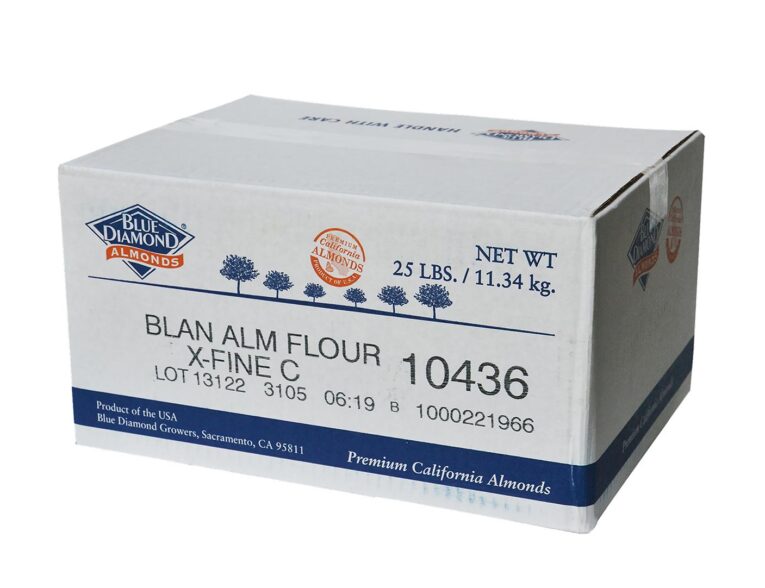 HANDLE WITH CARE
BLUE
DIAMOND®
ALMONDS
PREMIUM
California
ALMONDS
PRODUCT OF U.S.A.
NET WT
25 LBS. / 11.34 kg.
BLAN ALM FLOUR 10436
X-FINE C
LOT 13122 3105 06:19 B 1000221966
Product of the USA
Blue Diamond Growers, Sacramento, CA 95811
Premium California Almonds